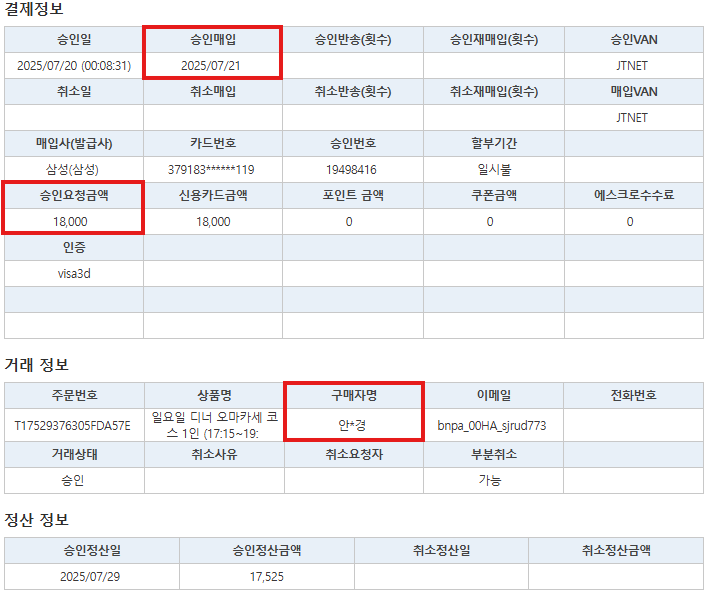 결제정보
승인일 승인매입 승인반송(횟수) 승인재매입(횟수) 승인VAN
2025/07/20 (00:08:31) 2025/07/21 JTNET
취소일 취소매입 취소반송(횟수) 취소재매입(횟수) 매입VAN
JTNET
매입사(발급사) 카드번호 승인번호 할부기간
삼성(삼성) 379183******119 19498416 일시불
승인요청금액 신용카드금액 포인트 금액 쿠폰금액 에스크로수수료
18,000 18,000 0 0 0
인증
visa3d
거래 정보
주문번호 상품명 구매자명 이메일 전화번호
T17529376305FDA57E 일요일 디너 오마카세 코 안*경 bnpa_00HA_sjrud773
스 1인 (17:15~19:
거래상태 취소사유 취소요청자 부분취소
승인 가능
정산 정보
승인정산일 승인정산금액 취소정산일 취소정산금액
2025/07/29 17,525